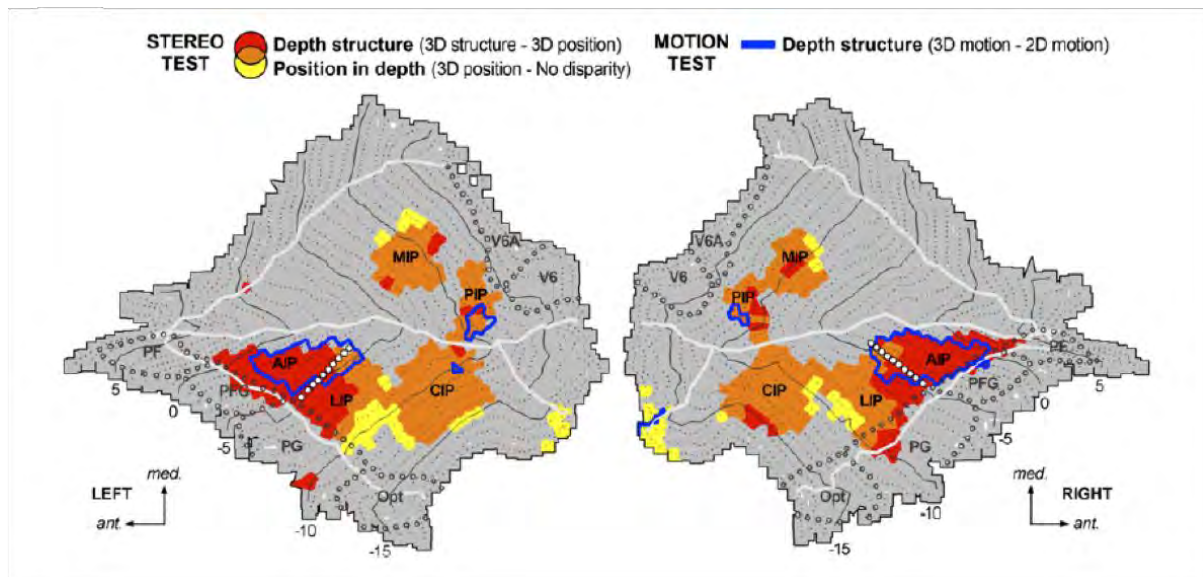 STEREO TEST
Depth structure (3D structure - 3D position)
Position in depth (3D position - No disparity)
MOTION TEST
Depth structure (3D motion - 2D motion)
V6A
V6
MIP
PIP
PF
AIP
PFG
LIP
CIP
PG
Opt
5
0
-5
-10
-15
LEFT
med.
ant.
V6A
V6
MIP
PIP
PF
AIP
PFG
LIP
CIP
PG
Opt
5
0
-5
-10
-15
RIGHT
med.
ant.